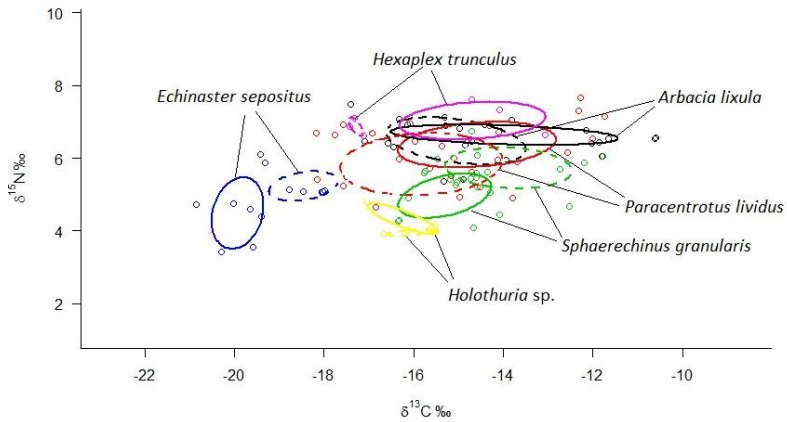 10
8
6
4
2
δ15N‰
Hexaplex trunculus
Echinaster sepositus
Arbacia lixula
Paracentrotus lividus
Sphaerechinus granularis
Holothuria sp.
-22 -20 -18 -16 -14 -12 -10
δ13C ‰